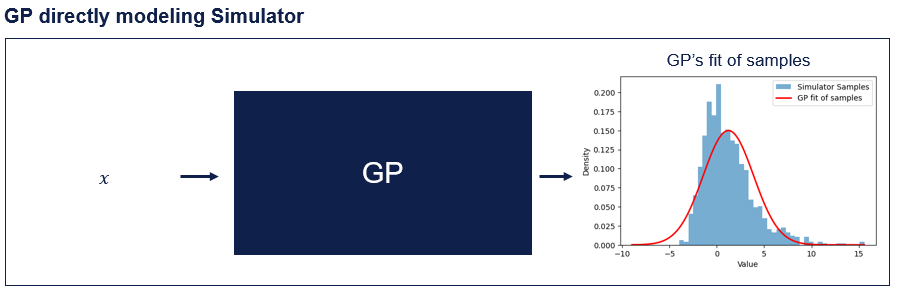 GP directly modeling Simulator
GP's fit of samples
x
GP
Simulator Samples
GP fit of samples
Density
0.200
0.175
0.150
0.125
0.100
0.075
0.050
0.025
0.000
−10
−5
0
5
10
15
Value